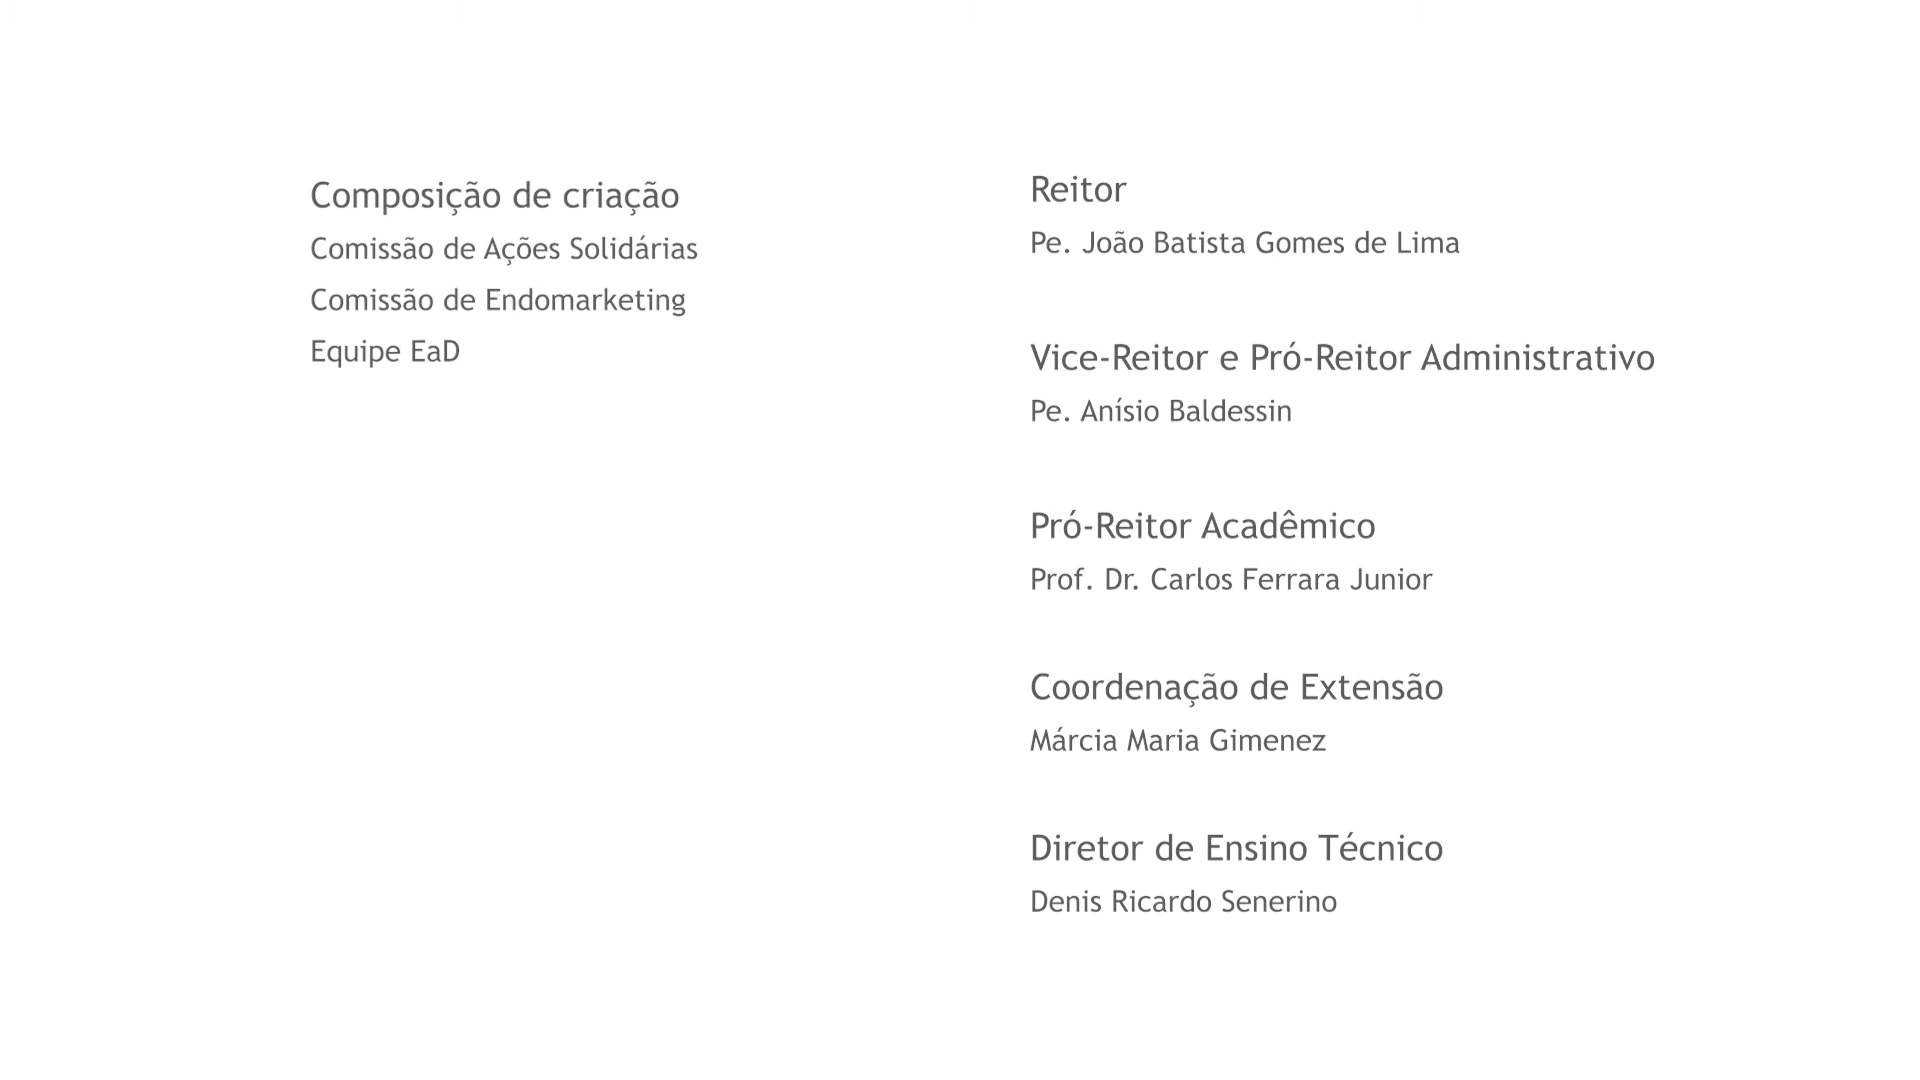 Composição de criação
Comissão de Ações Solidárias
Comissão de Endomarketing
Equipe EaD
Reitor
Pe. João Batista Gomes de Lima
Vice-Reitor e Pró-Reitor Administrativo
Pe. Anísio Baldessin
Pró-Reitor Acadêmico
Prof. Dr. Carlos Ferrara Junior
Coordenação de Extensão
Márcia Maria Gimenez
Diretor de Ensino Técnico
Denis Ricardo Senerino